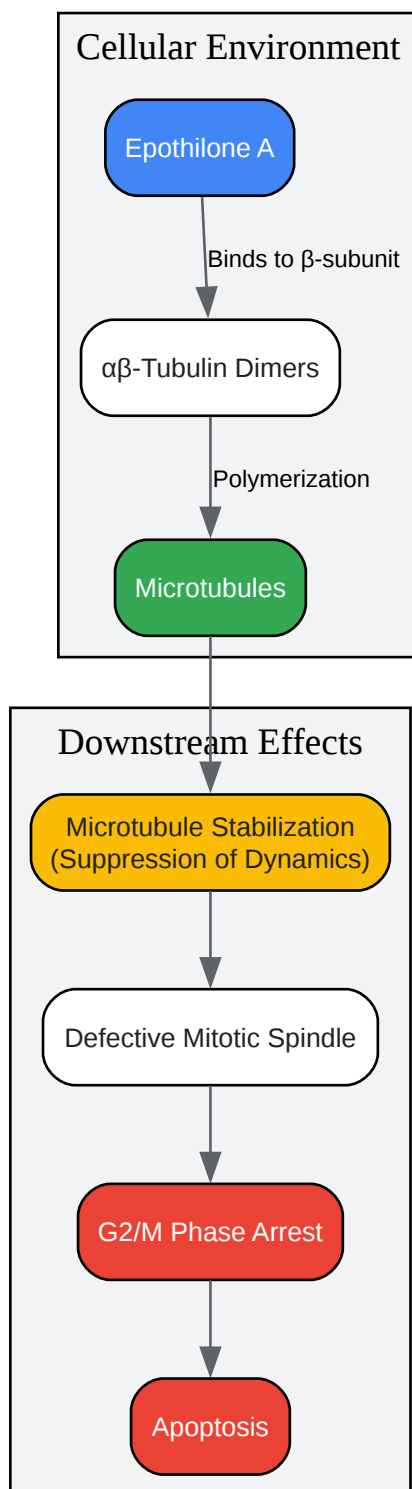 Cellular Environment
Epothilone A
Binds to β-subunit
αβ-Tubulin Dimers
Polymerization
Microtubules
Downstream Effects
Microtubule Stabilization
(Suppression of Dynamics)
Defective Mitotic Spindle
G2/M Phase Arrest
Apoptosis